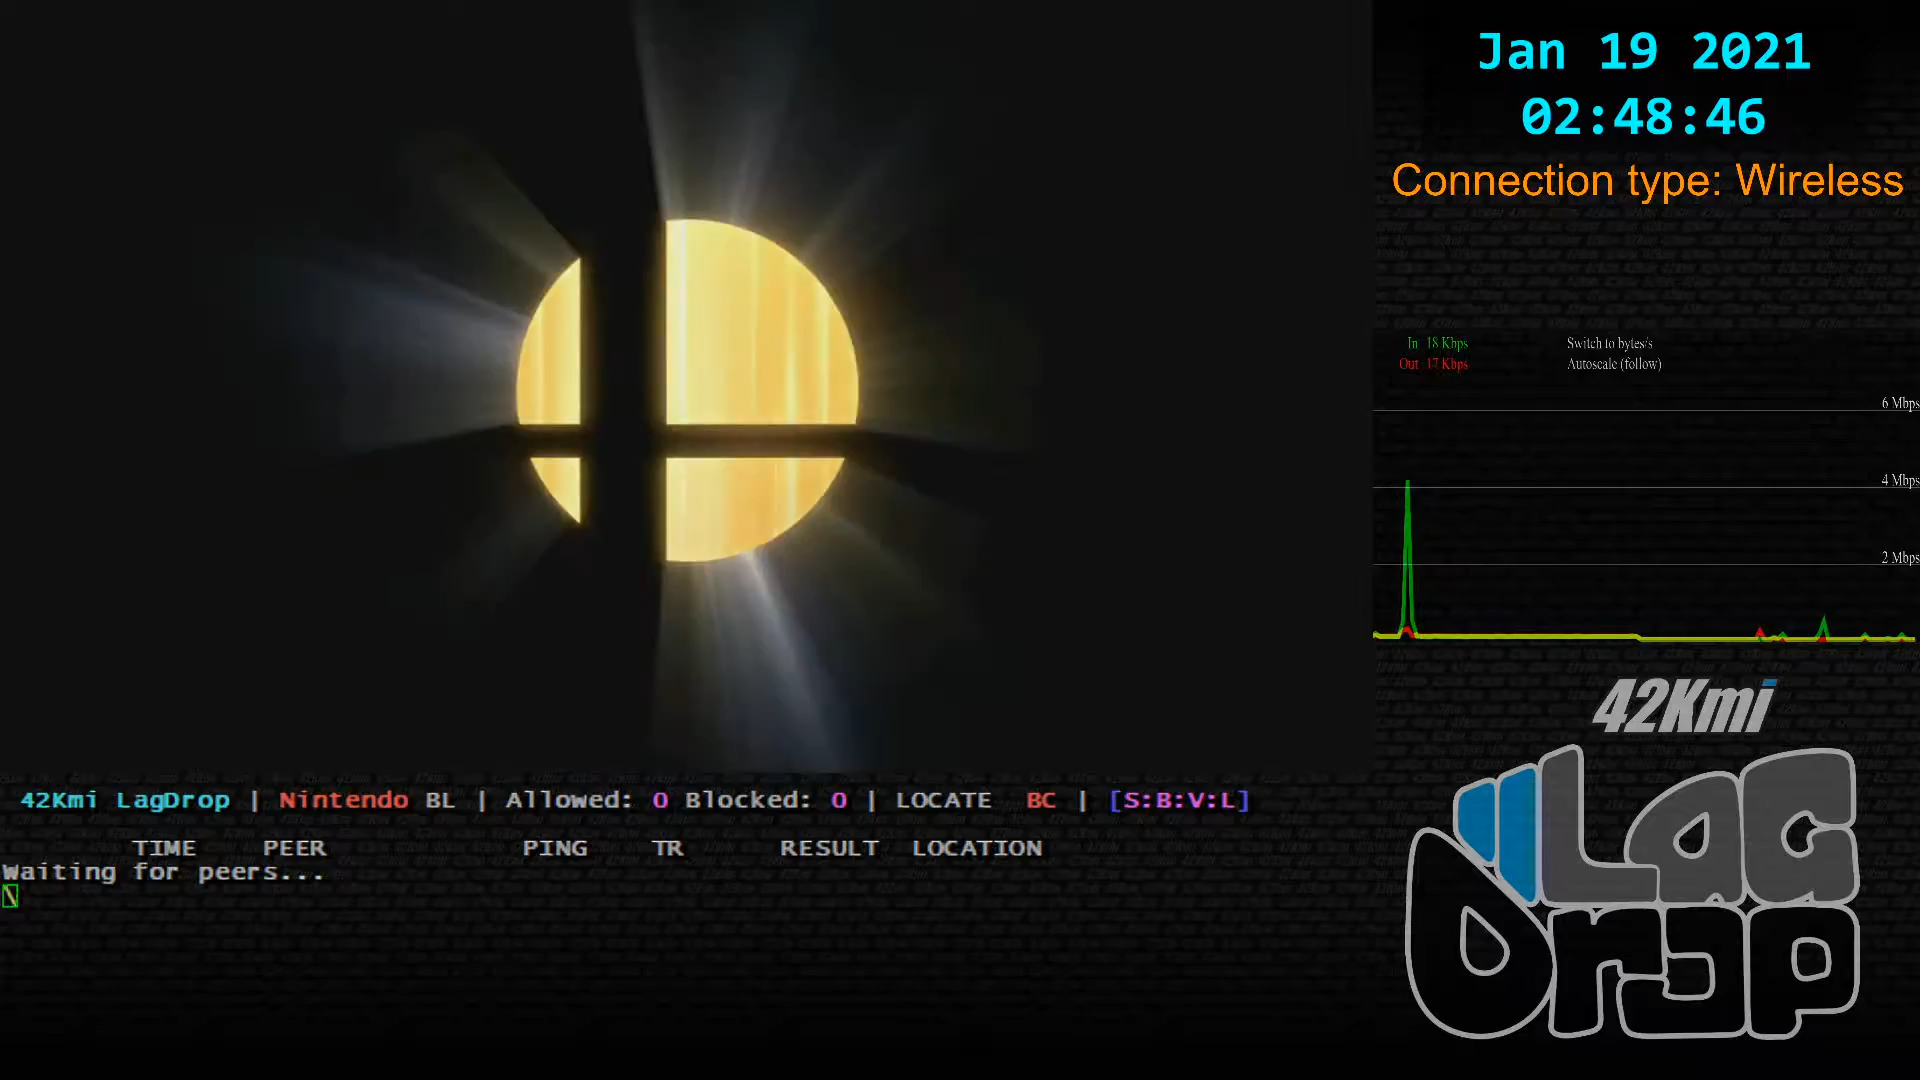 Jan 19 2021
02:48:46
Connection type: Wireless
In 18 Kbps
Switch to bytes/s
Out 17 Kbps
Autoscale (follow)
6 Mbps
4 Mbps
2 Mbps
42Kmi
LAG
Drop
42Kmi LagDrop | Nintendo BL | Allowed: 0 Blocked: 0 | LOCATE BC | [S:B:V:L]
TIME PEER PING TR RESULT LOCATION
Waiting for peers...
\